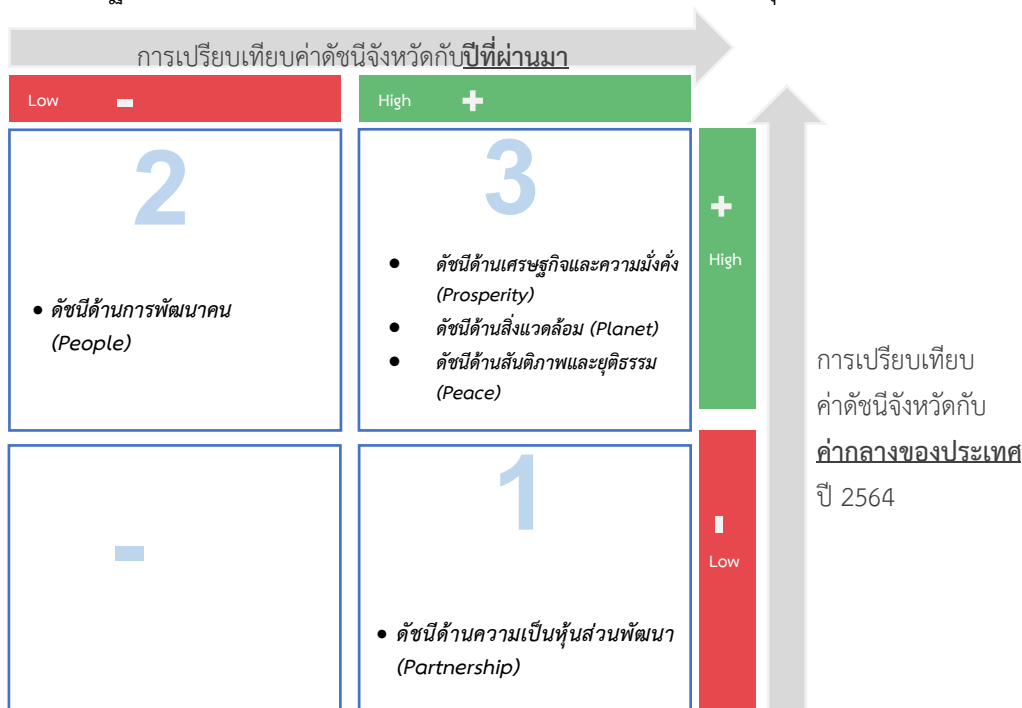 การเปรียบเทียบค่าดัชนีจังหวัดกับปีที่ผ่านมา
Low -
High +
2
• ดัชนีด้านการพัฒนาคน
(People)
3
• ดัชนีด้านเศรษฐกิจและความมั่งคั่ง
(Prosperity)
• ดัชนีด้านสิ่งแวดล้อม (Planet)
• ดัชนีด้านสันติภาพและยุติธรรม
(Peace)
+
High
-
1
• ดัชนีด้านความเป็นหุ้นส่วนพัฒนา
(Partnership)
-
Low
การเปรียบเทียบ
ค่าดัชนีจังหวัดกับ
ค่ากลางของประเทศ
ปี 2564